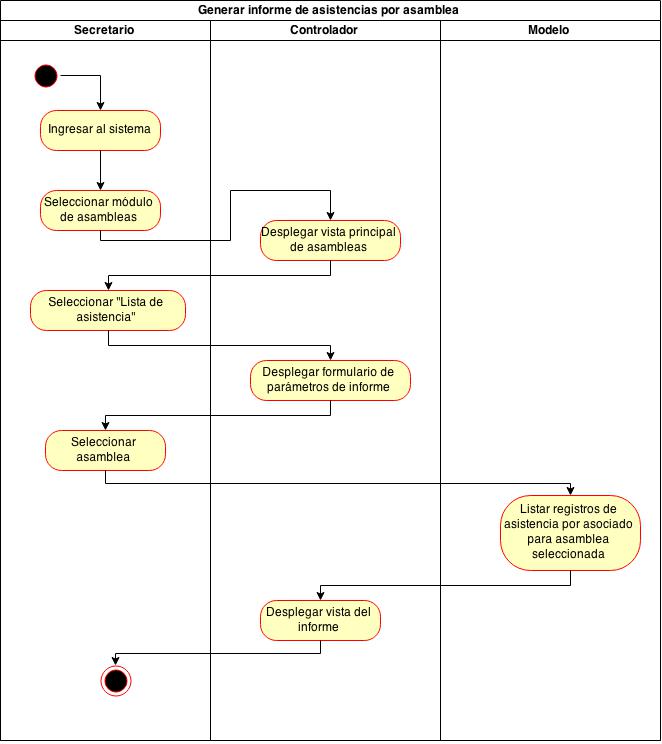 Generar informe de asistencias por asamblea
Secretario
Controlador
Modelo
Ingresar al sistema
Seleccionar módulo
de asambleas
Desplegar vista principal
de asambleas
Seleccionar "Lista de
asistencia"
Desplegar formulario de
parámetros de informe
Seleccionar
asamblea
Listar registros de
asistencia por asociado
para asamblea
seleccionada
Desplegar vista del
informe